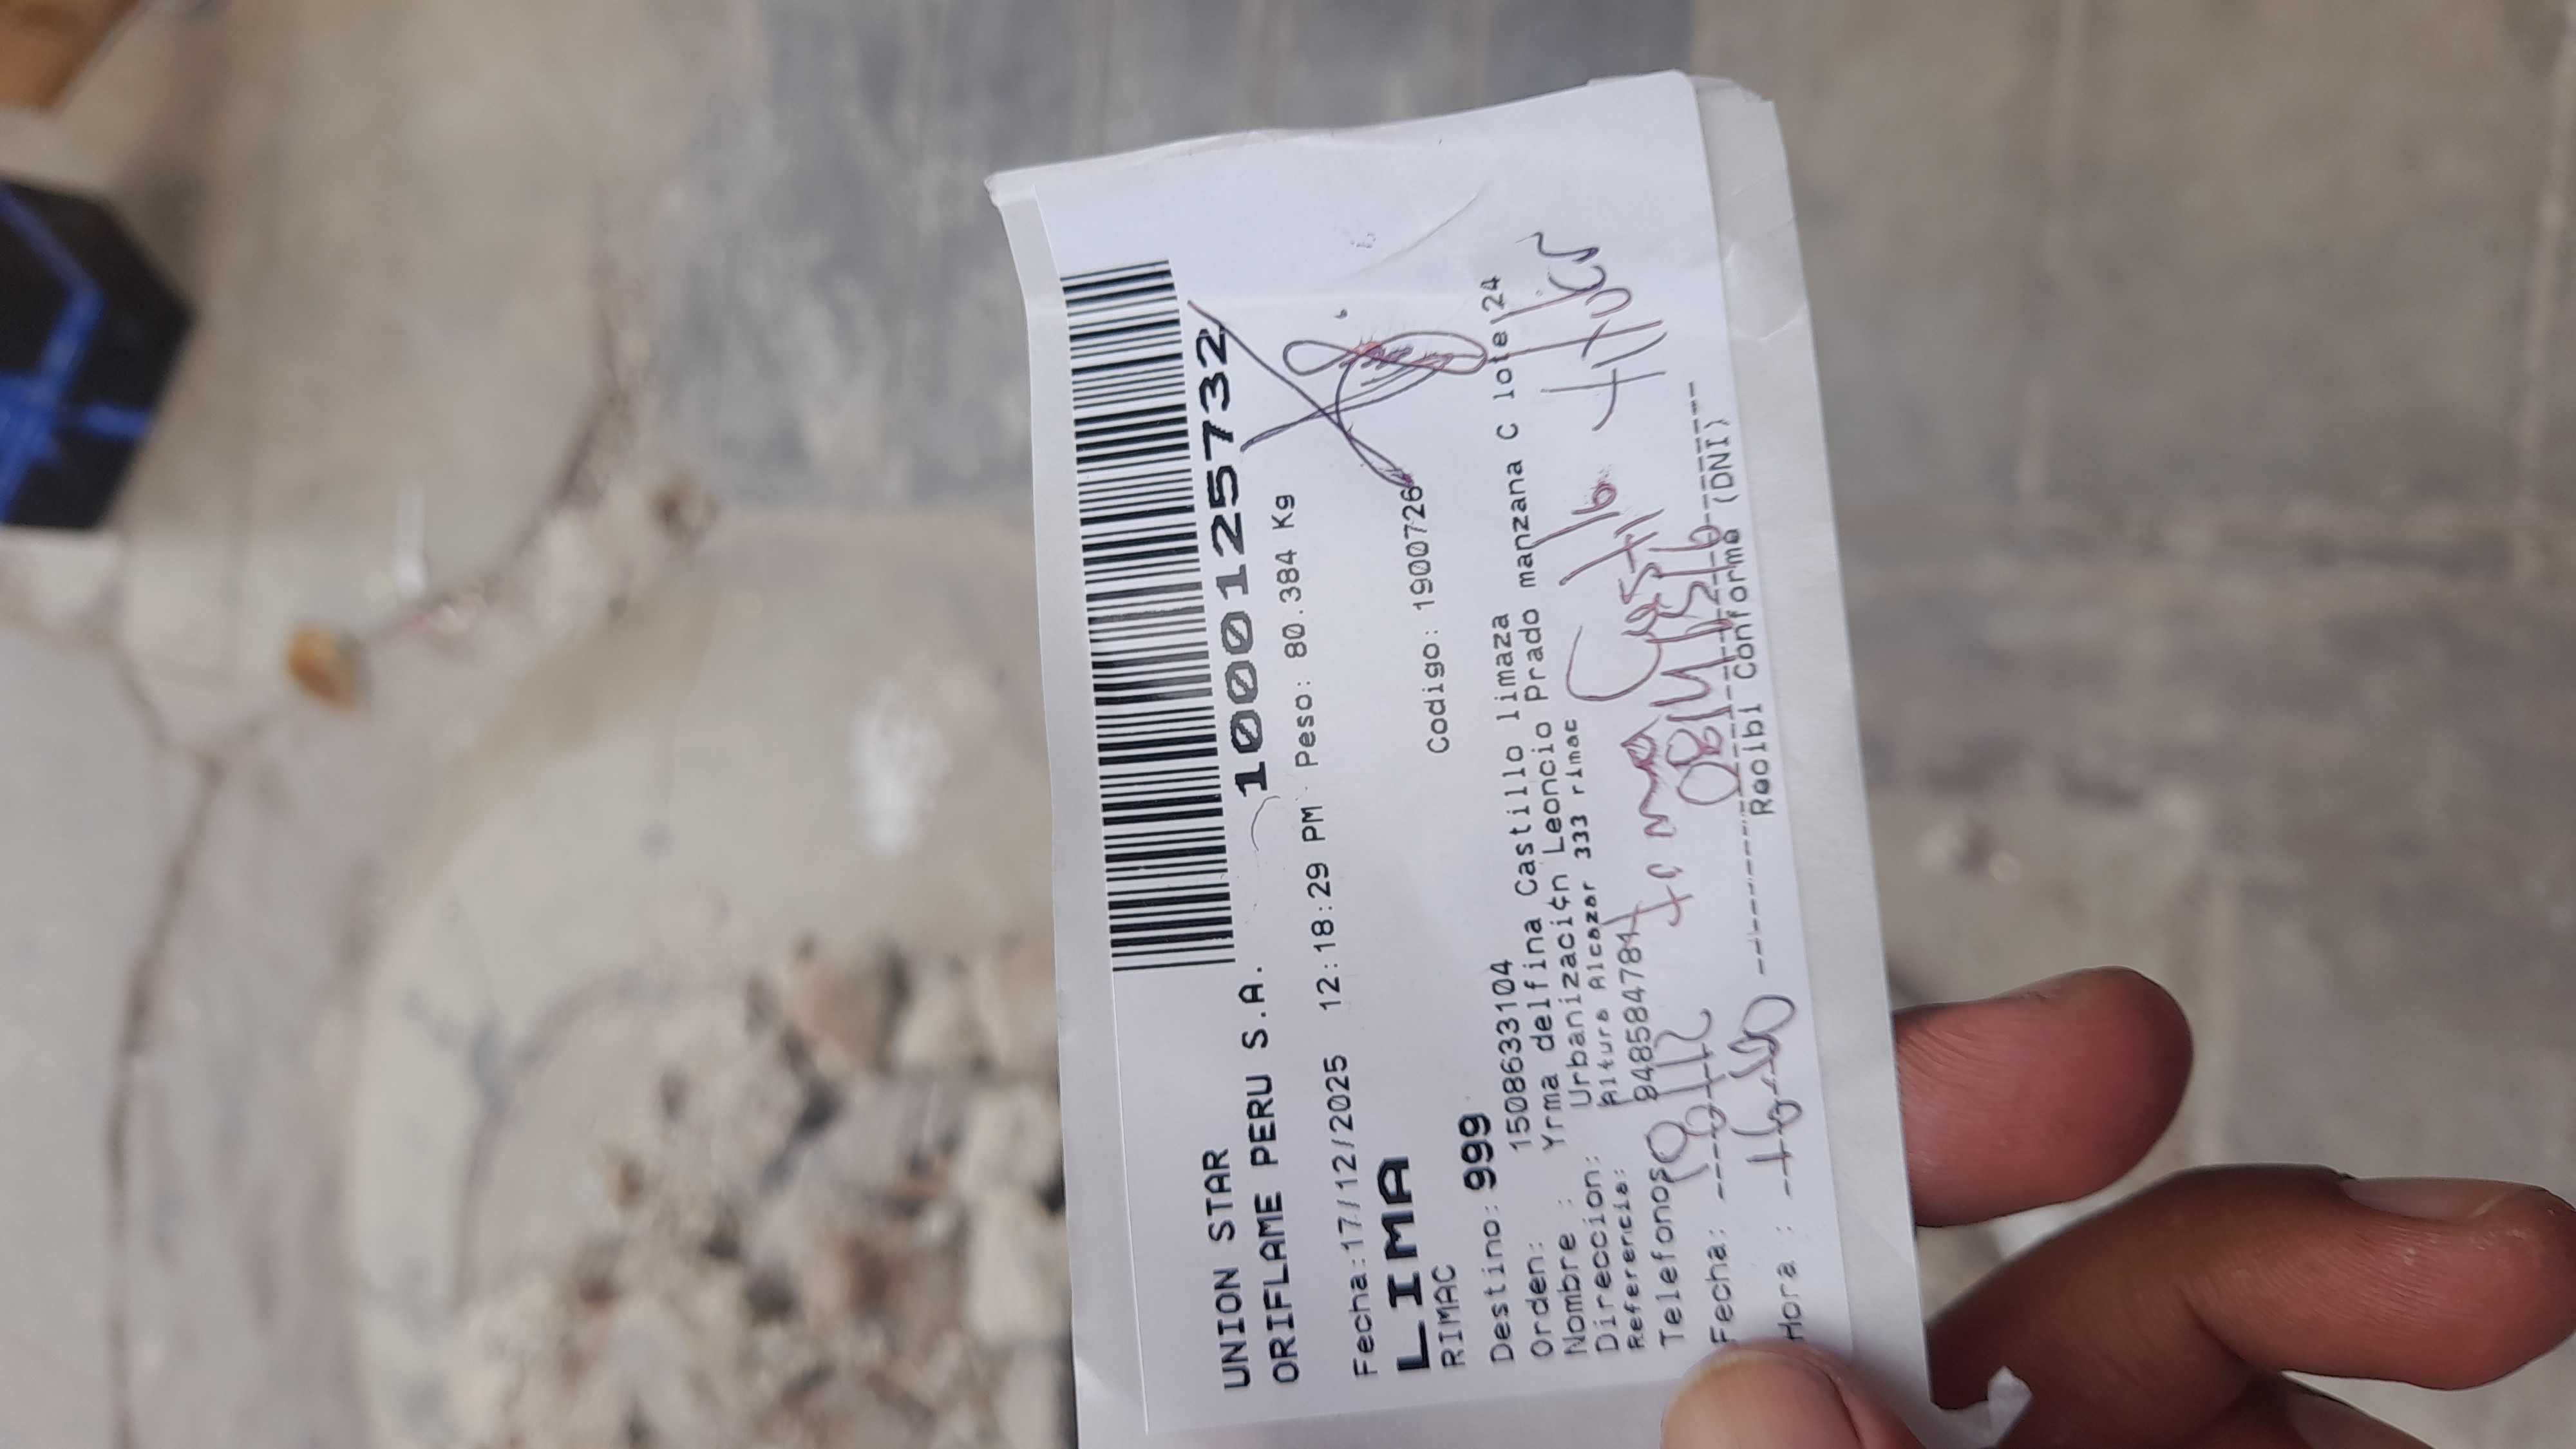 UNION STAR
ORIFLAME PERU S.A. 1000125732
Fecha:17/12/2025 12:18:29 PM Peso: 80.384 Kg
LIMA
RIMAC
Codigo: 1900726
Destino: 999
Orden: 1508633104
Nombre : Yrma delfina Castillo limaza
Direccion: Urbanizaci¢n Leoncio Prado manzana C lote 24
Referencia: Altura Alcazar 333 rimac
Telefonos 948584781
Fecha:
Hora :
Recibi Conforme (DNI)